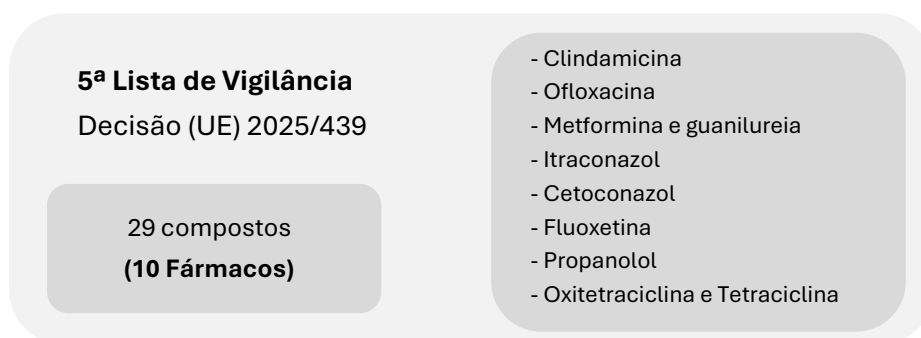 5ª Lista de Vigilância
Decisão (UE) 2025/439
29 compostos
(10 Fármacos)
- Clindamicina
- Ofloxacina
- Metformina e guanilureia
- Itraconazol
- Cetoconazol
- Fluoxetina
- Propanolol
- Oxitetraciclina e Tetraciclina